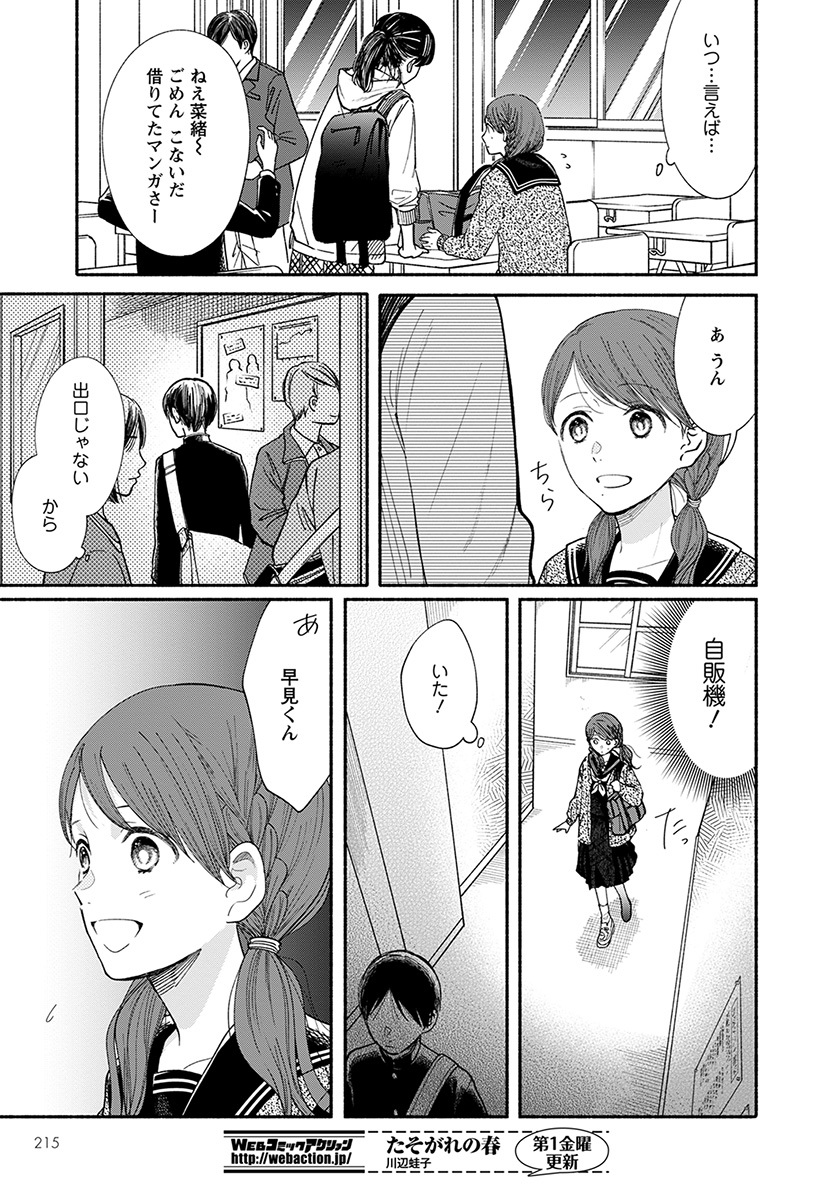 いつ…言えば…
ねえ菜緒～
ごめん こないだ
借りてたマンガさー
あ うん
ちら
出口じゃない
から
自販機！
だっ
いた！
あ
早見くん
215
WEBコミックアクション
http://webaction.jp/
たそがれの春
川辺蛙子
第1金曜
更新